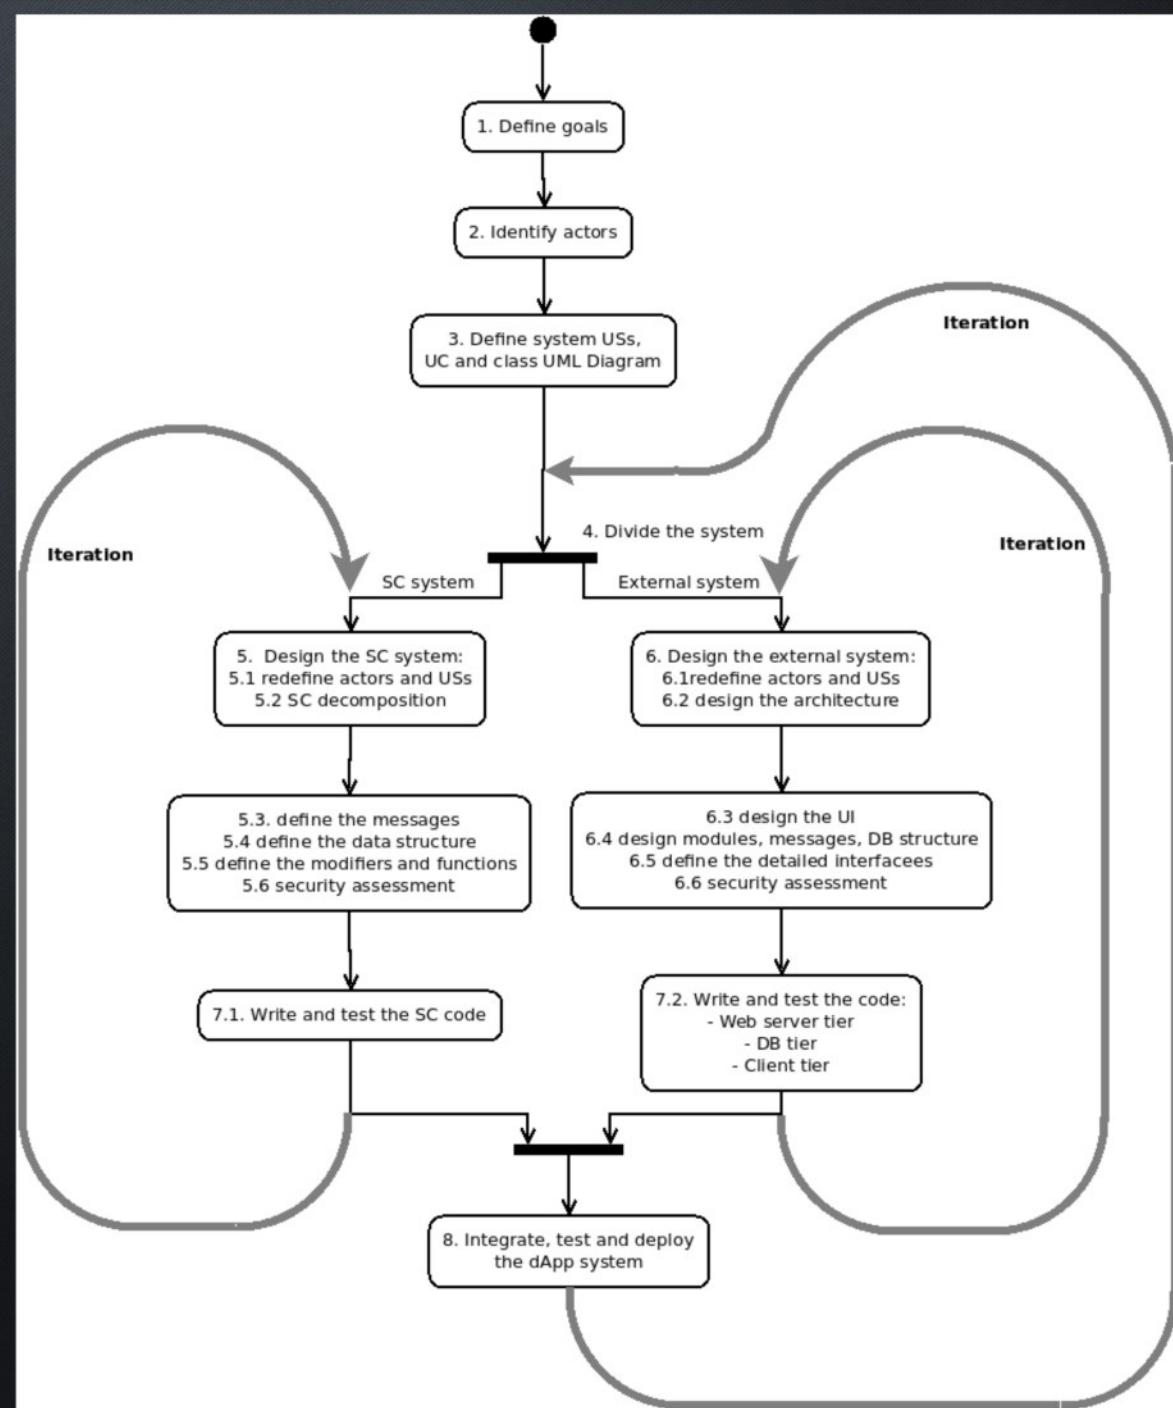 1. Define goals
2. Identify actors
3. Define system USs,
UC and class UML Diagram
Iteration
Iteration
4. Divide the system
Iteration
SC system
External system
5.  Design the SC system:
5.1 redefine actors and USs
5.2 SC decomposition
6. Design the external system:
6.1redefine actors and USs
6.2 design the architecture
5.3. define the messages
5.4 define the data structure
5.5 define the modifiers and functions
5.6 security assessment
6.3 design the UI
6.4 design modules, messages, DB structure
6.5 define the detailed interfacees
6.6 security assessment
7.1. Write and test the SC code
7.2. Write and test the code:
- Web server tier
- DB tier
- Client tier
8. Integrate, test and deploy
the dApp system